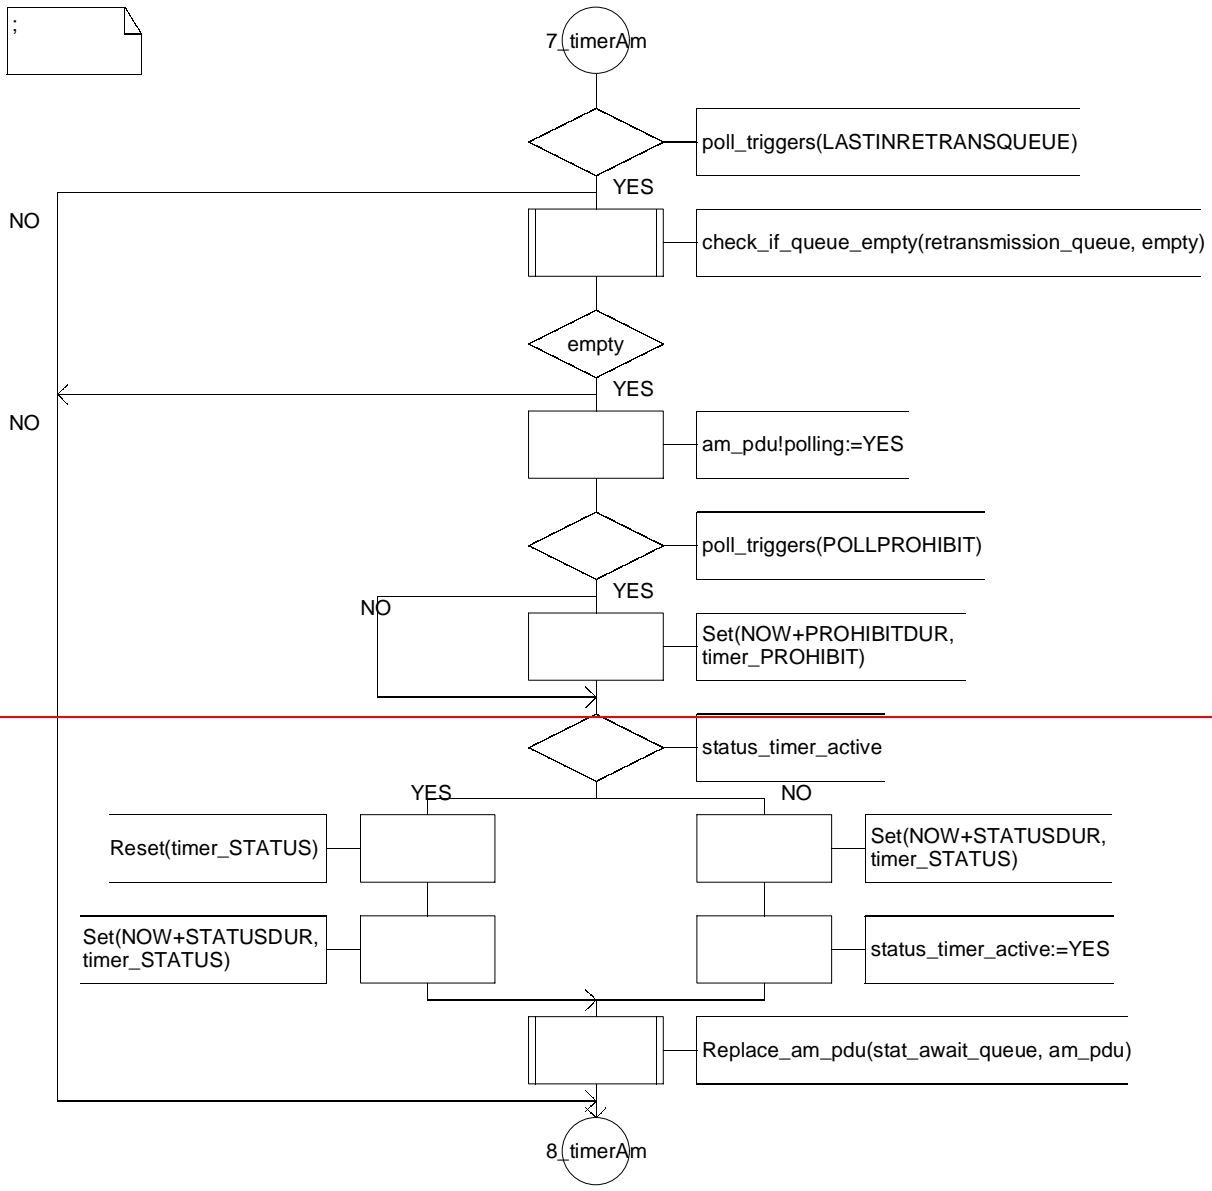 ;
7_timerAm
poll_triggers(LASTINRETRANSQUEUE)
YES
NO
check_if_queue_empty(retransmission_queue, empty)
empty
YES
NO
am_pdu!polling:=YES
poll_triggers(POLLPROHIBIT)
YES
NO
Set(NOW+PROHIBITDUR,
timer_PROHIBIT)
status_timer_active
YES
NO
Reset(timer_STATUS)
Set(NOW+STATUSDUR,
timer_STATUS)
Set(NOW+STATUSDUR,
timer_STATUS)
status_timer_active:=YES
Replace_am_pdu(stat_await_queue, am_pdu)
8_timerAm